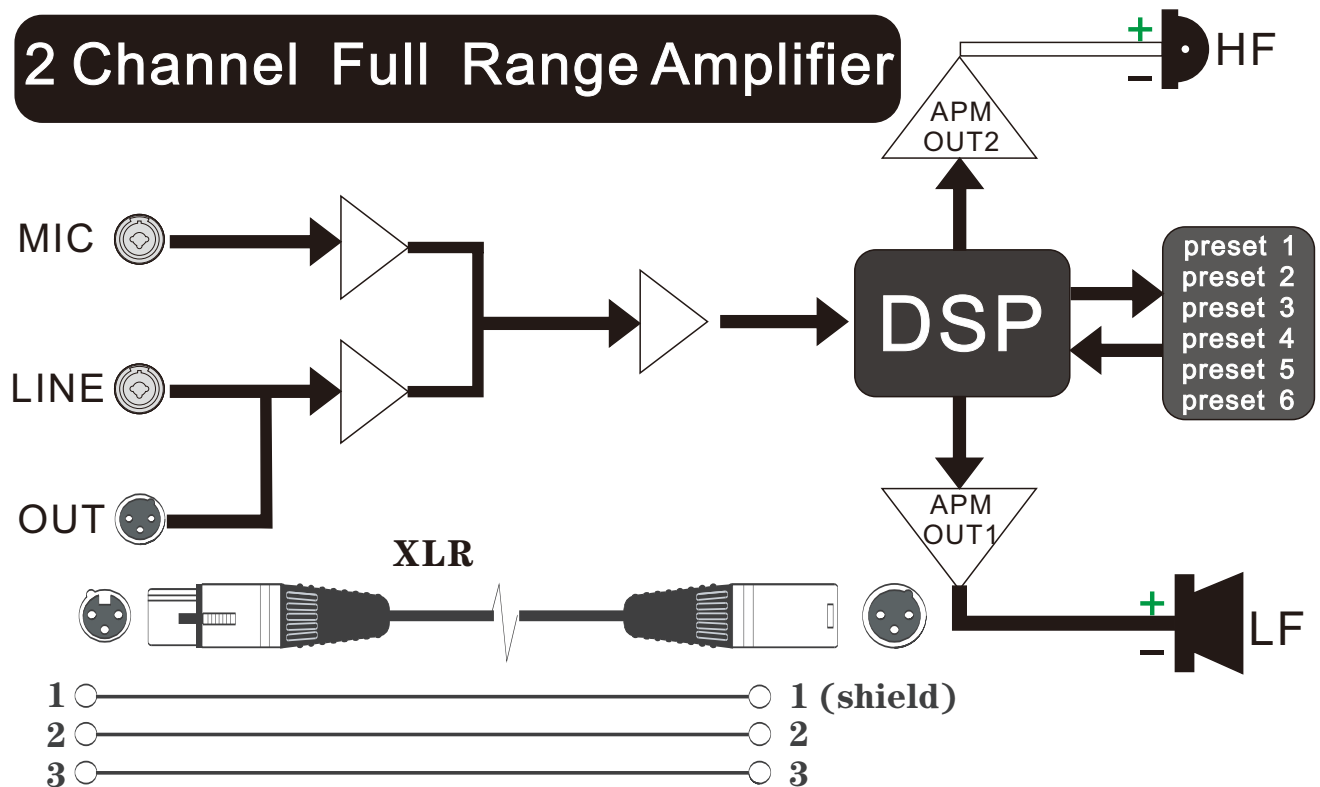 2 Channel Full Range Amplifier
+
−
HF
APM
OUT2
MIC
LINE
OUT
DSP
preset 1
preset 2
preset 3
preset 4
preset 5
preset 6
APM
OUT1
+
−
LF
XLR
1 1 (shield)
2 2
3 3